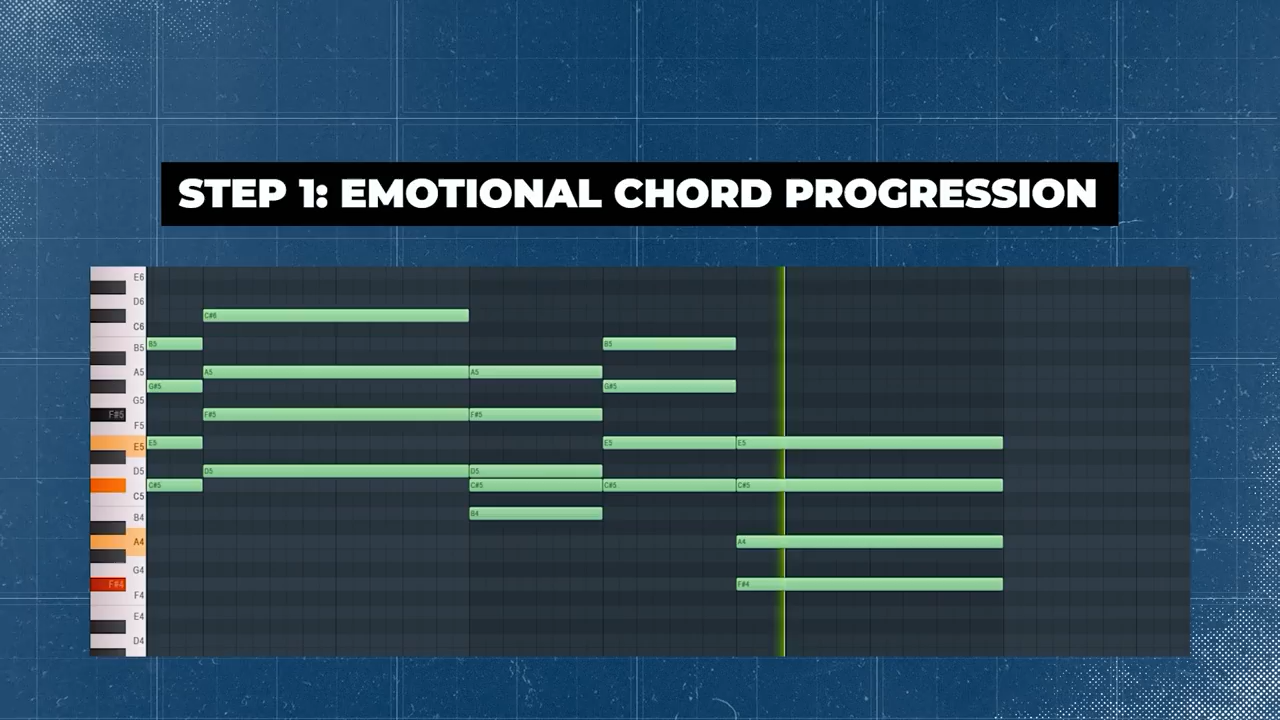 STEP 1: EMOTIONAL CHORD PROGRESSION
E6
D6
C#6
C6
B5 B5 B5
A5 A5 A5
G#5 G#5
G5
F#5 F#5 F#5
F5
E5 E5 E5 E5
D5 D5 D5
C#5 C#5 C#5 C#5
C5
B4 B4
A4 A4
G4
F#4 F#4
F4
E4
D4